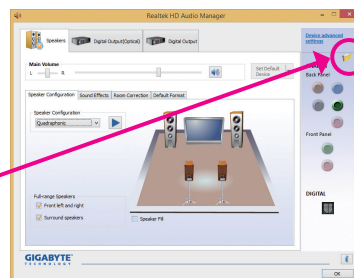 Realtek HD Audio Manager
Speakers
Digital Output(Optical)
Digital Output
Device advanced
settings
Main Volume
L
R
Set Default
Device
Back Panel
Speaker Configuration
Sound Effects
Room Correction
Default Format
Speaker Configuration
Quadraphonic
Front Panel
Full-range Speakers
Front left and right
Surround speakers
Speaker Fill
DIGITAL
GIGABYTE
TECHNOLOGY
OK